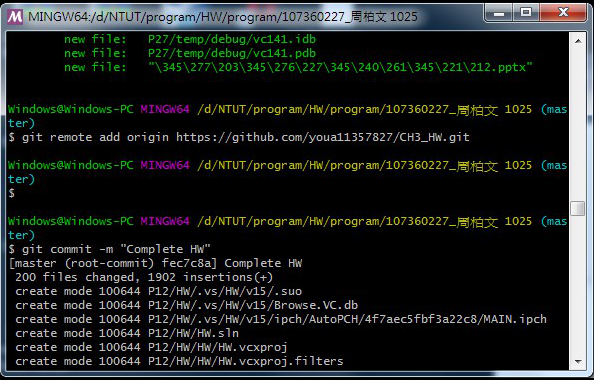 MINGW64:/d/NTUT/program/HW/program/107360227_周柏文 1025
new file:   P27/temp/debug/vc141.idb
new file:   P27/temp/debug/vc141.pdb
new file:   "\345\277\203\345\276\227\345\240\261\345\221\212.pptx"
Windows@Windows-PC MINGW64 /d/NTUT/program/HW/program/107360227_周柏文 1025 (mas
ter)
$ git remote add origin https://github.com/youa11357827/CH3_HW.git
Windows@Windows-PC MINGW64 /d/NTUT/program/HW/program/107360227_周柏文 1025 (mas
ter)
$
Windows@Windows-PC MINGW64 /d/NTUT/program/HW/program/107360227_周柏文 1025 (mas
ter)
$ git commit -m "Complete HW"
[master (root-commit) fec7c8a] Complete HW
 200 files changed, 1902 insertions(+)
 create mode 100644 P12/HW/.vs/HW/v15/.suo
 create mode 100644 P12/HW/.vs/HW/v15/Browse.VC.db
 create mode 100644 P12/HW/.vs/HW/v15/ipch/AutoPCH/4f7aec5fbf3a22c8/MAIN.ipch
 create mode 100644 P12/HW/HW.sln
 create mode 100644 P12/HW/HW/HW.vcxproj
 create mode 100644 P12/HW/HW/HW.vcxproj.filters